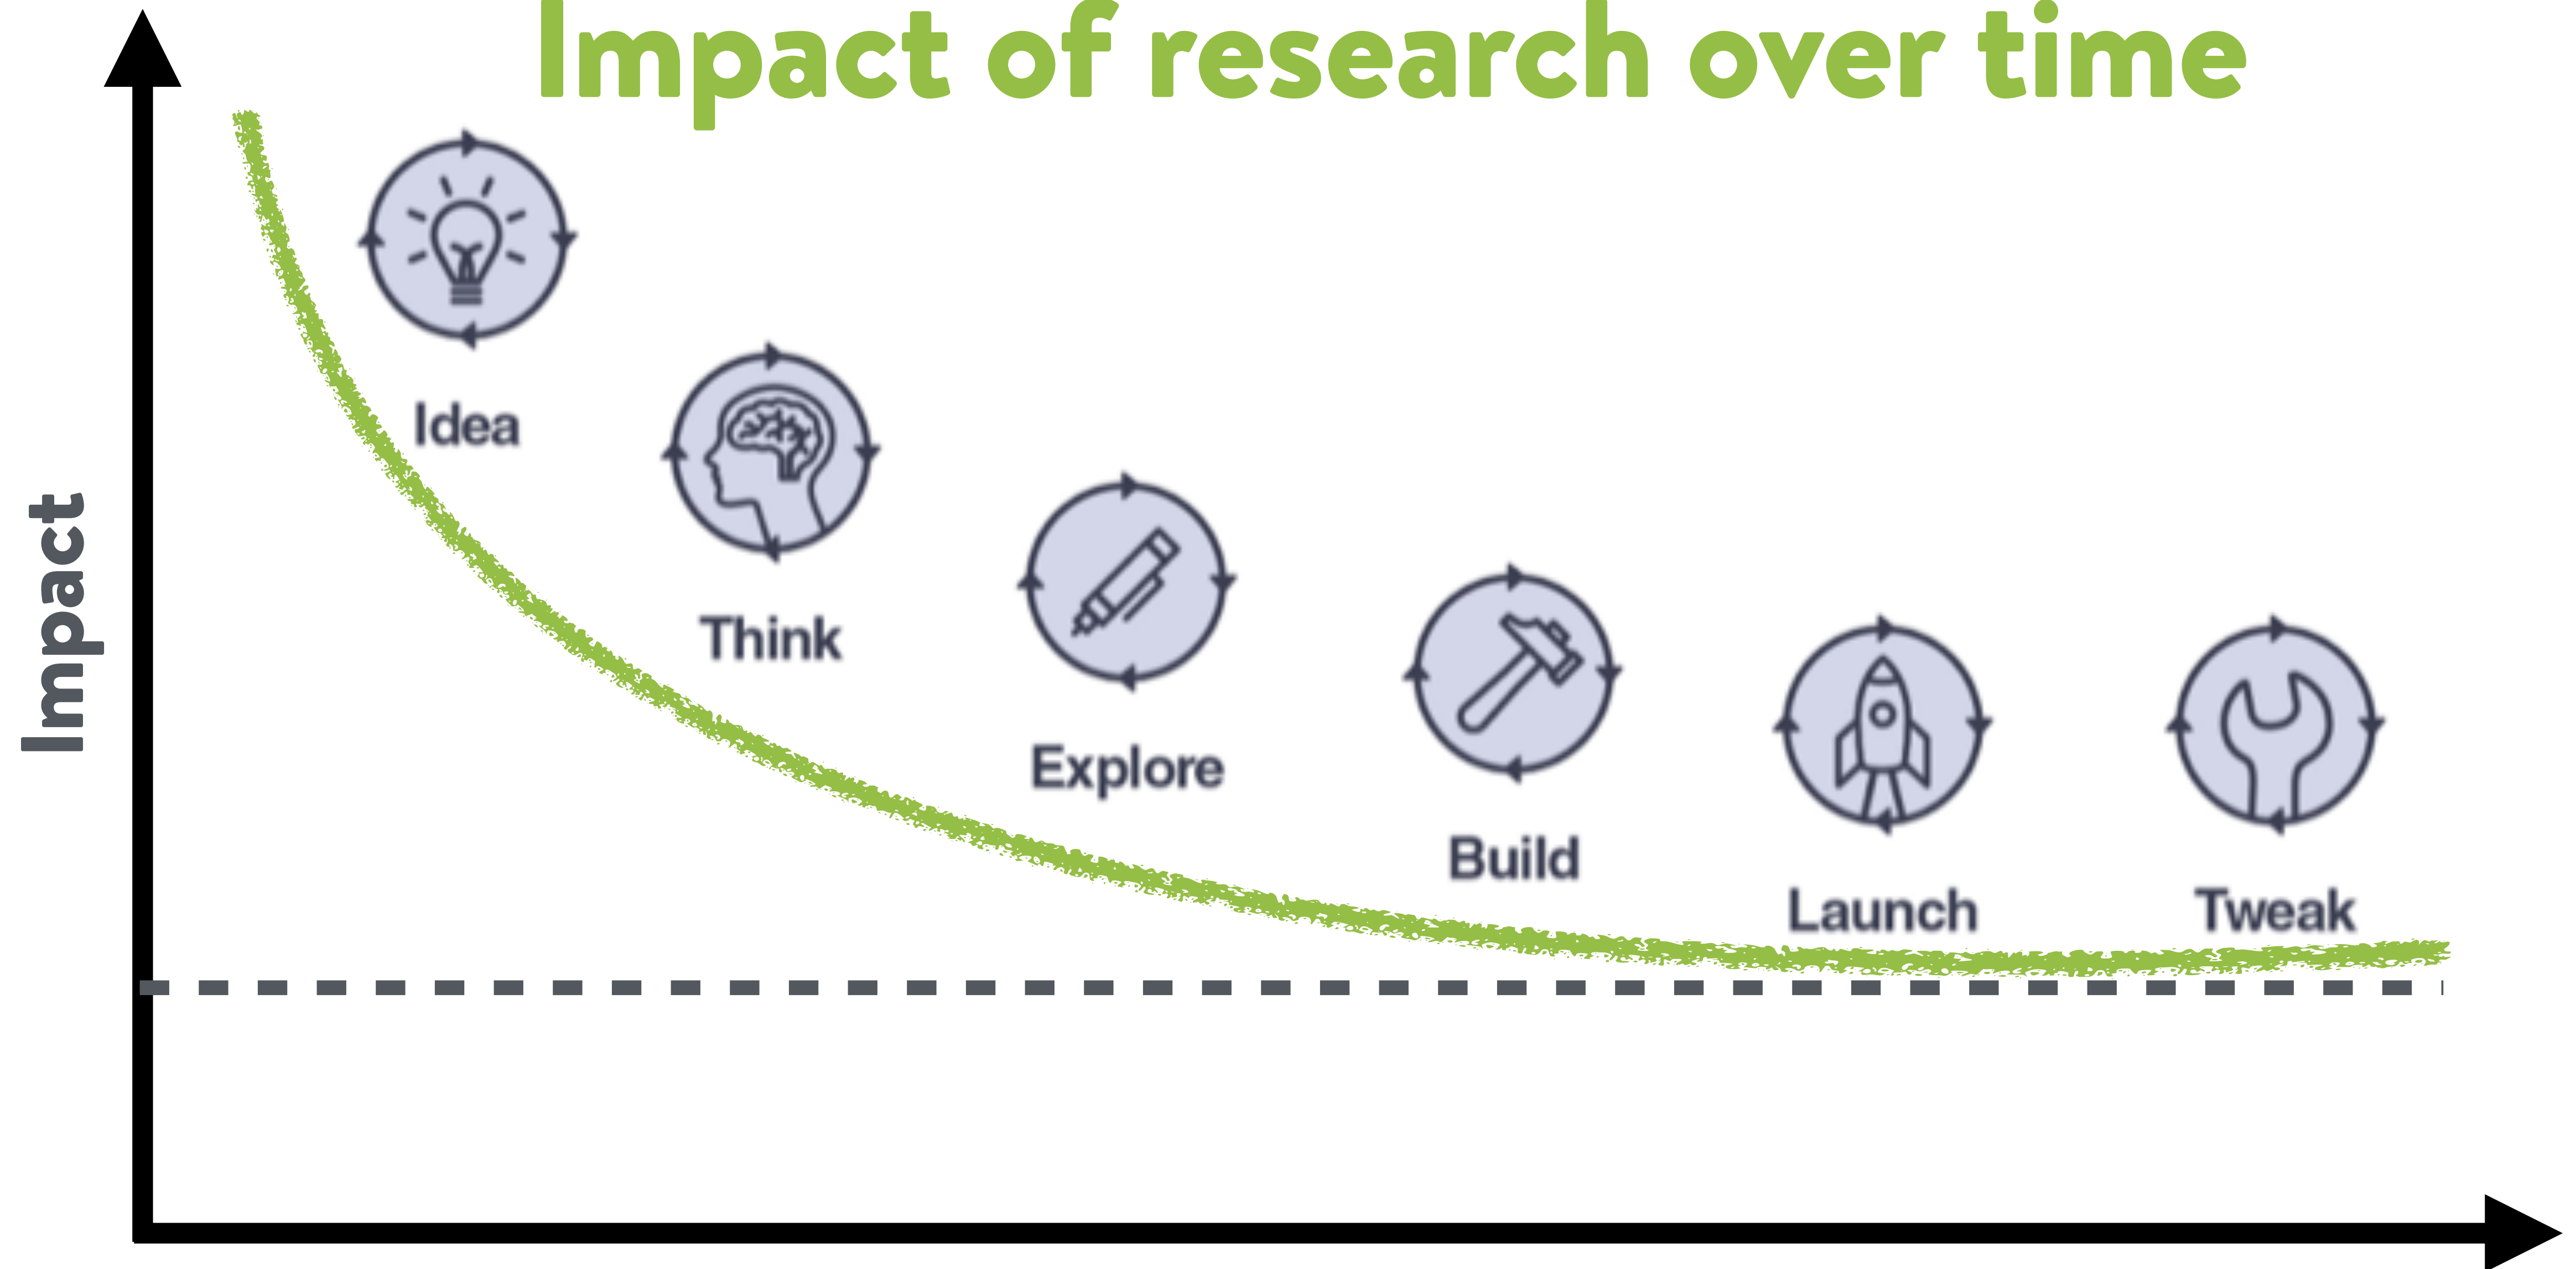 Impact of research over time
Impact
Idea
Think
Explore
Build
Launch
Tweak